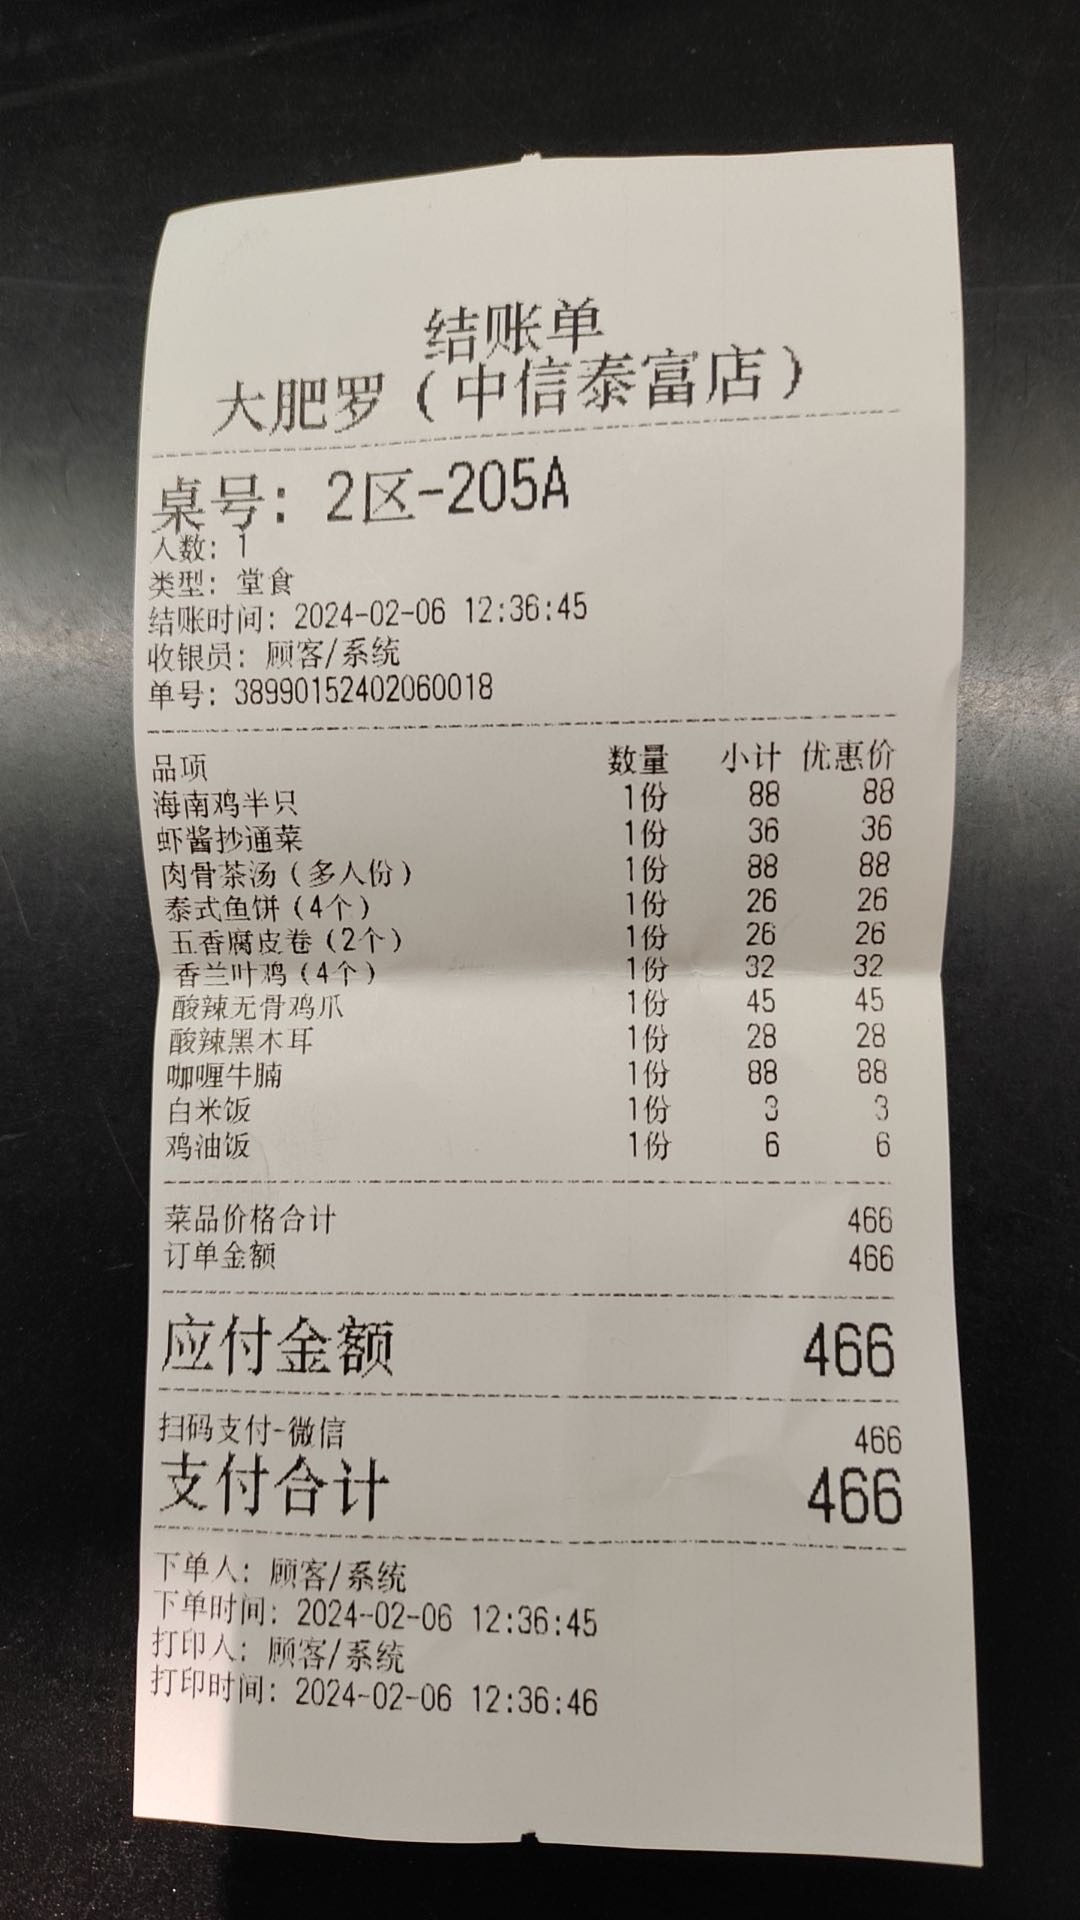 结账单
大肥罗（中信泰富店）
桌号：2区-205A
人数：1
类型：堂食
结账时间：2024-02-06 12:36:45
收银员：顾客/系统
单号：38990152402060018
品项 数量 小计 优惠价
海南鸡半只 1份 88 88
虾酱抄通菜 1份 36 36
肉骨茶汤（多人份） 1份 88 88
泰式鱼饼（4个） 1份 26 26
五香腐皮卷（2个） 1份 26 26
香兰叶鸡（4个） 1份 32 32
酸辣无骨鸡爪 1份 45 45
酸辣黑木耳 1份 28 28
咖喱牛腩 1份 88 88
白米饭 1份 3 3
鸡油饭 1份 6 6
菜品价格合计 466
订单金额 466
应付金额 466
扫码支付-微信 466
支付合计 466
下单人：顾客/系统
下单时间：2024-02-06 12:36:45
打印人：顾客/系统
打印时间：2024-02-06 12:36:46